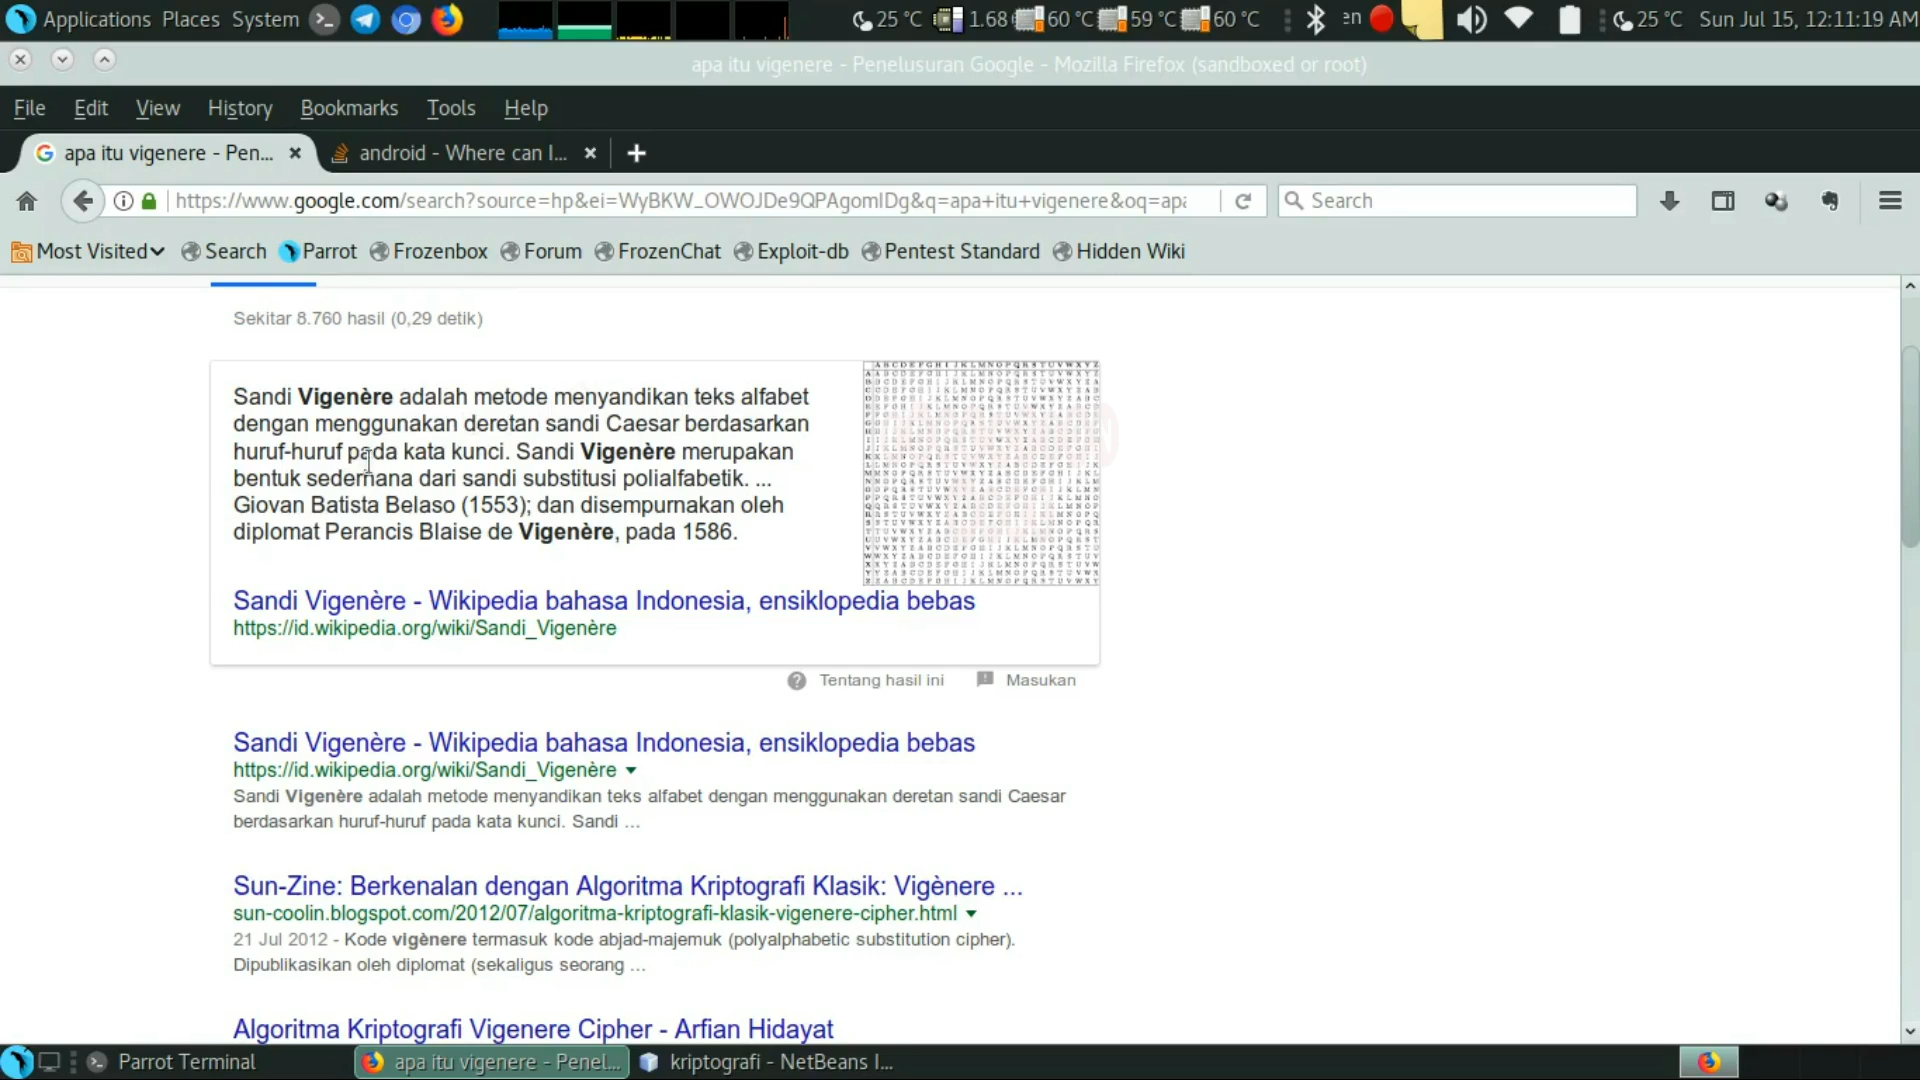 Applications Places System 25 °C 1.68 60 °C 59 °C 60 °C en 25 °C Sun Jul 15, 12:11:19 AM
apa itu vigenere - Penelusuran Google - Mozilla Firefox (sandboxed or root)
File Edit View History Bookmarks Tools Help
apa itu vigenere - Pen... android - Where can I...
https://www.google.com/search?source=hp&ei=WyBKW_OWOJDe9QPAgomIDg&q=apa+itu+vigenere&oq=apa Search
Most Visited Search Parrot Frozenbox Forum FrozenChat Exploit-db Pentest Standard Hidden Wiki
Sekitar 8.760 hasil (0,29 detik)
Sandi Vigenère adalah metode menyandikan teks alfabet
dengan menggunakan deretan sandi Caesar berdasarkan
huruf-huruf pada kata kunci. Sandi Vigenère merupakan
bentuk sederhana dari sandi substitusi polialfabetik. ...
Giovan Batista Belaso (1553); dan disempurnakan oleh
diplomat Perancis Blaise de Vigenère, pada 1586.
Sandi Vigenère - Wikipedia bahasa Indonesia, ensiklopedia bebas
https://id.wikipedia.org/wiki/Sandi_Vigenère
Tentang hasil ini Masukan
Sandi Vigenère - Wikipedia bahasa Indonesia, ensiklopedia bebas
https://id.wikipedia.org/wiki/Sandi_Vigenère
Sandi Vigenère adalah metode menyandikan teks alfabet dengan menggunakan deretan sandi Caesar
berdasarkan huruf-huruf pada kata kunci. Sandi ...
Sun-Zine: Berkenalan dengan Algoritma Kriptografi Klasik: Vigènere ...
sun-coolin.blogspot.com/2012/07/algoritma-kriptografi-klasik-vigenere-cipher.html
21 Jul 2012 - Kode vigènere termasuk kode abjad-majemuk (polyalphabetic substitution cipher).
Dipublikasikan oleh diplomat (sekaligus seorang ...
Algoritma Kriptografi Vigenere Cipher - Arfian Hidayat
Parrot Terminal apa itu vigenere - Penel... kriptografi - NetBeans I...